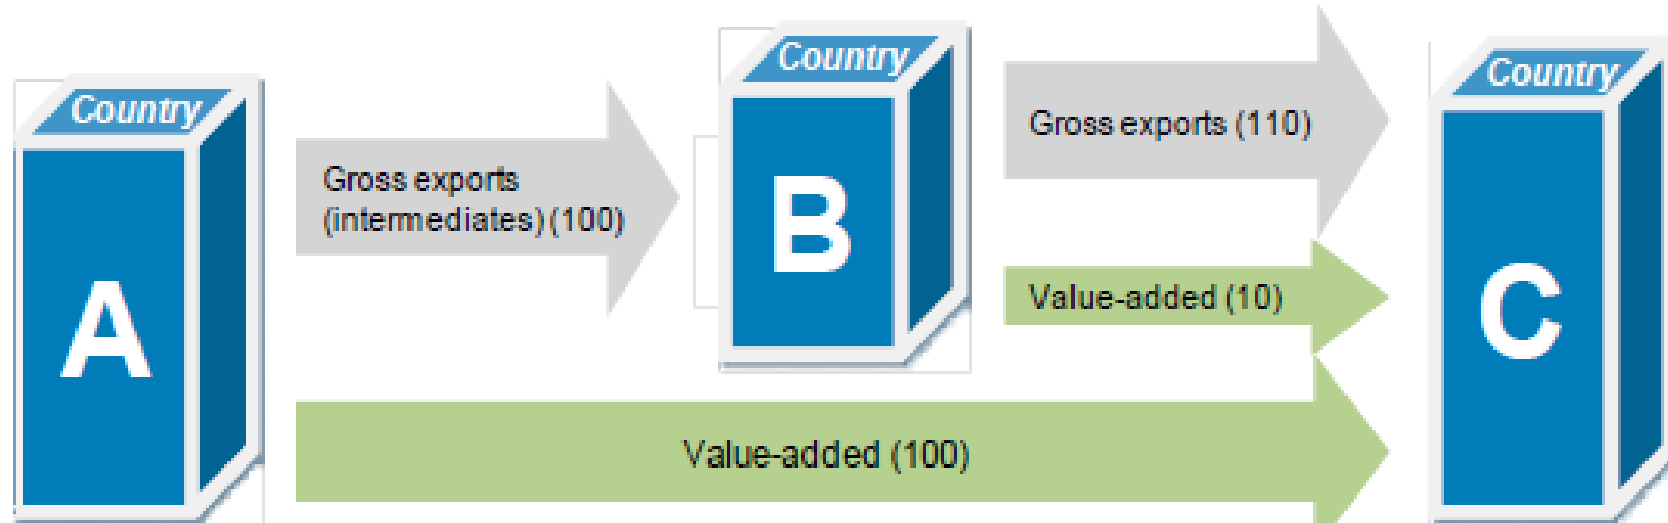 Country
A
Gross exports
(intermediates) (100)
Country
B
Gross exports (110)
Value-added (10)
Value-added (100)
Country
C